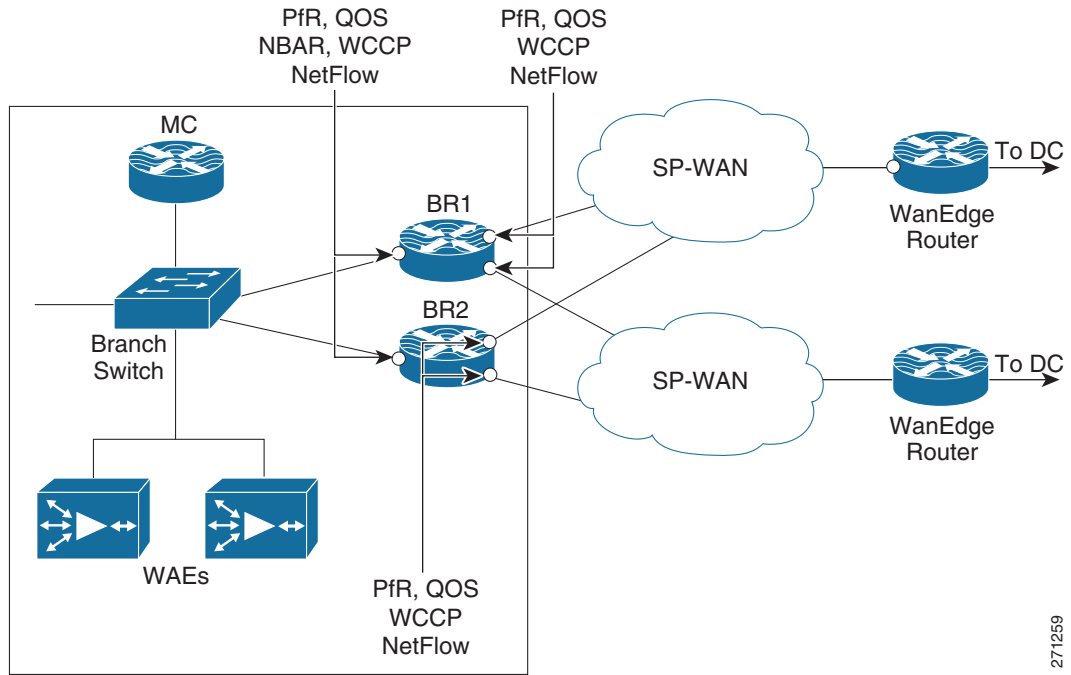 PfR, QOS
NBAR, WCCP
NetFlow
PfR, QOS
WCCP
NetFlow
MC
BR1
SP-WAN
To DC
WanEdge
Router
Branch
Switch
BR2
SP-WAN
To DC
WanEdge
Router
WAEs
PfR, QOS
WCCP
NetFlow
271259